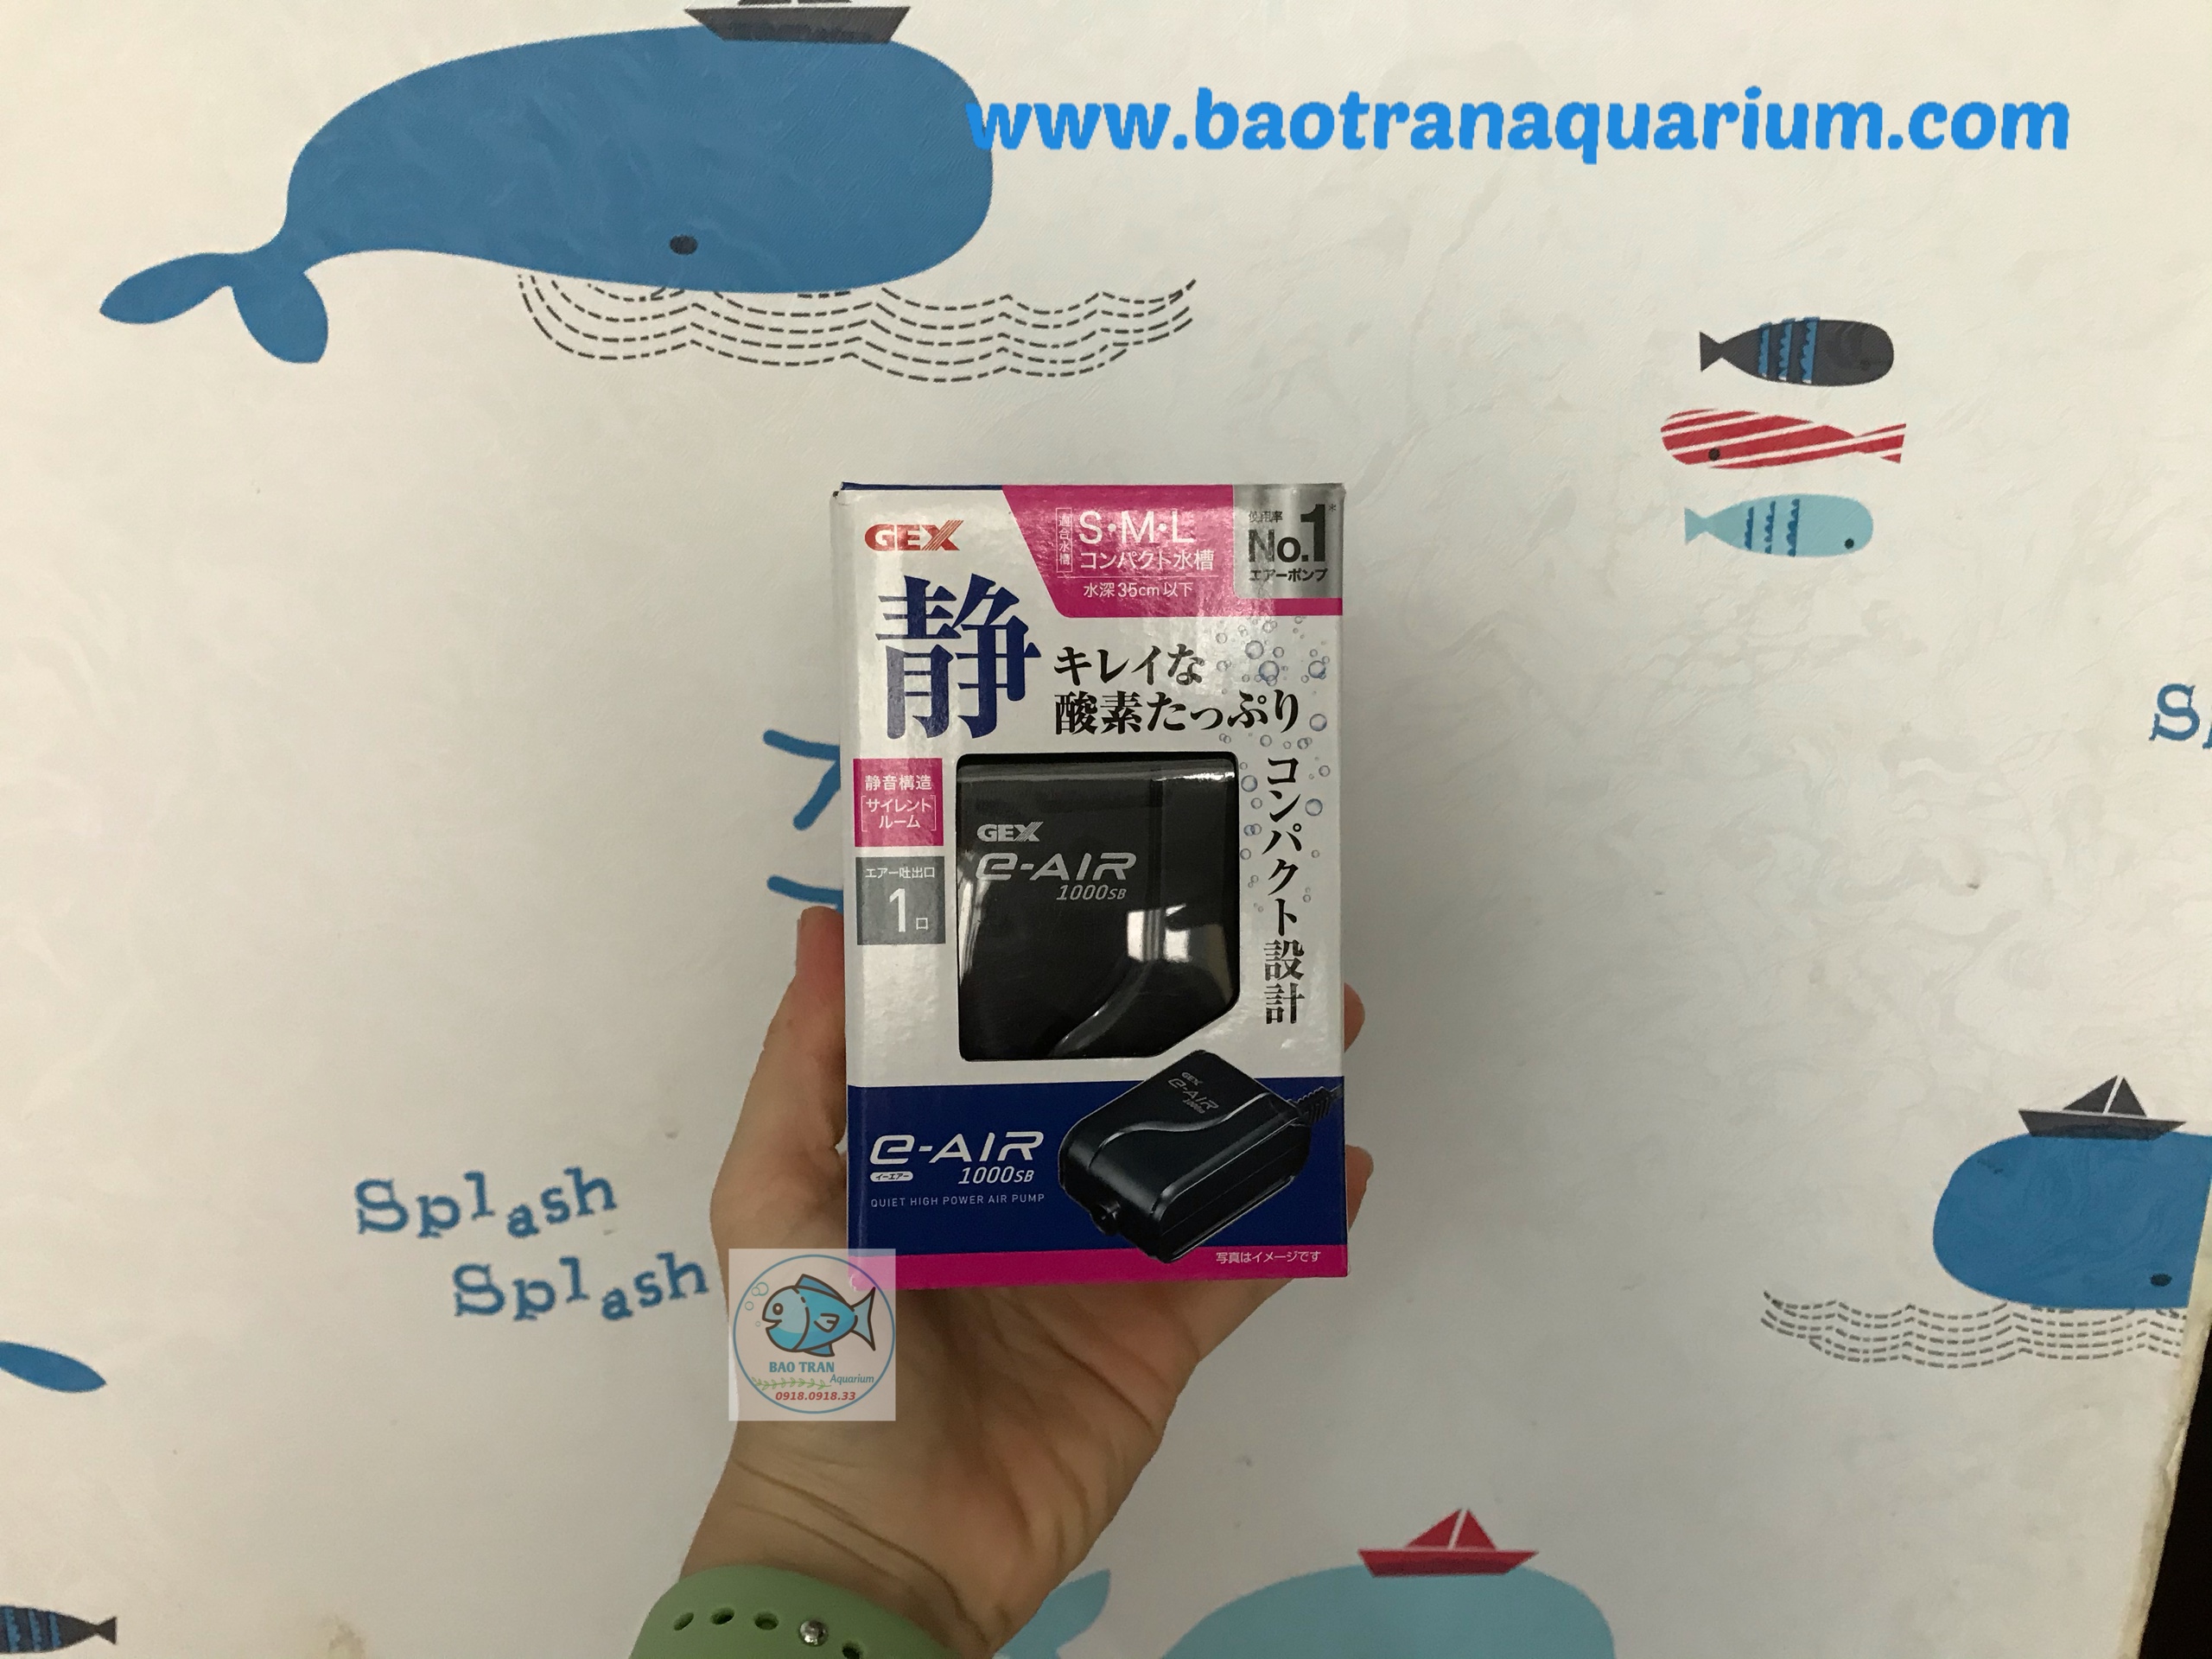 www.baotranaquarium.com
GEX
適合水槽
S・M・L
コンパクト水槽
水深35cm以下
使用率
No.1*
エアーポンプ
静
キレイな
酸素たっぷり
コンパクト設計
静音構造
サイレント
ルーム
エアー吐出口
1口
GEX
e-AIR
1000SB
e-AIR
イーエアー
1000SB
QUIET HIGH POWER AIR PUMP
GEX
e-AIR
1000SB
写真はイメージです
Splash
Splash
BAO TRAN
Aquarium
0918.0918.33